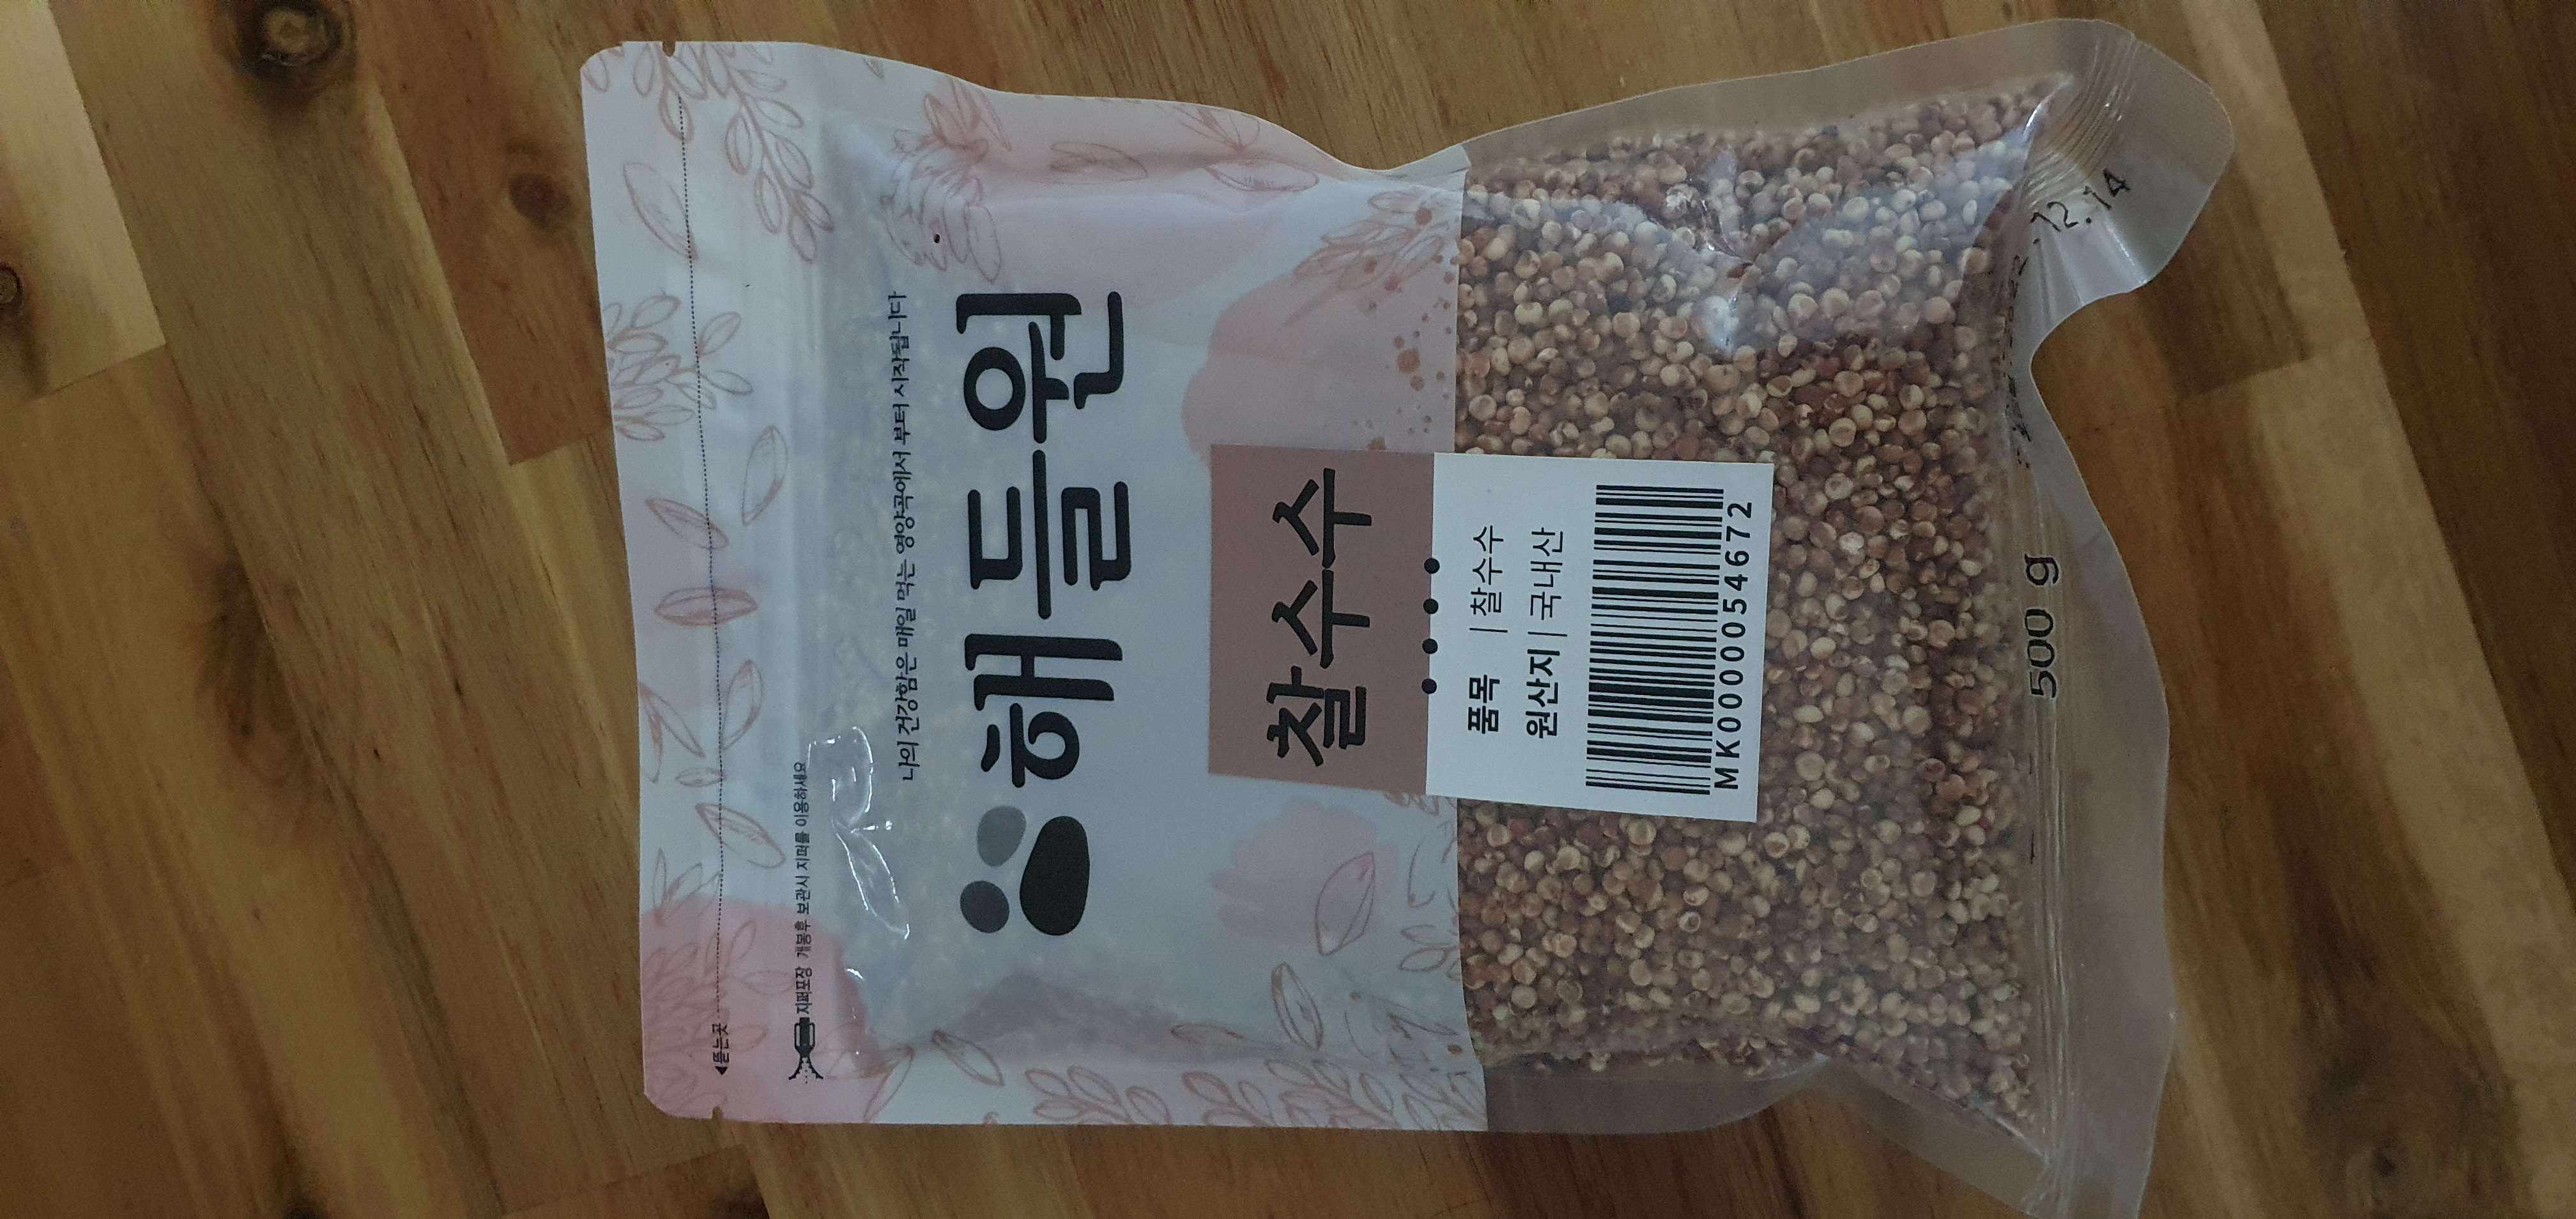 뜯는곳
지퍼포장 개봉후 보관시 지퍼를 이용하세요
나의 건강함은 매일 먹는 영양곡에서 부터 시작됩니다
해들원
찰수수
품목 | 찰수수
원산지 | 국내산
MK0000054672
500 g
2022.12.14